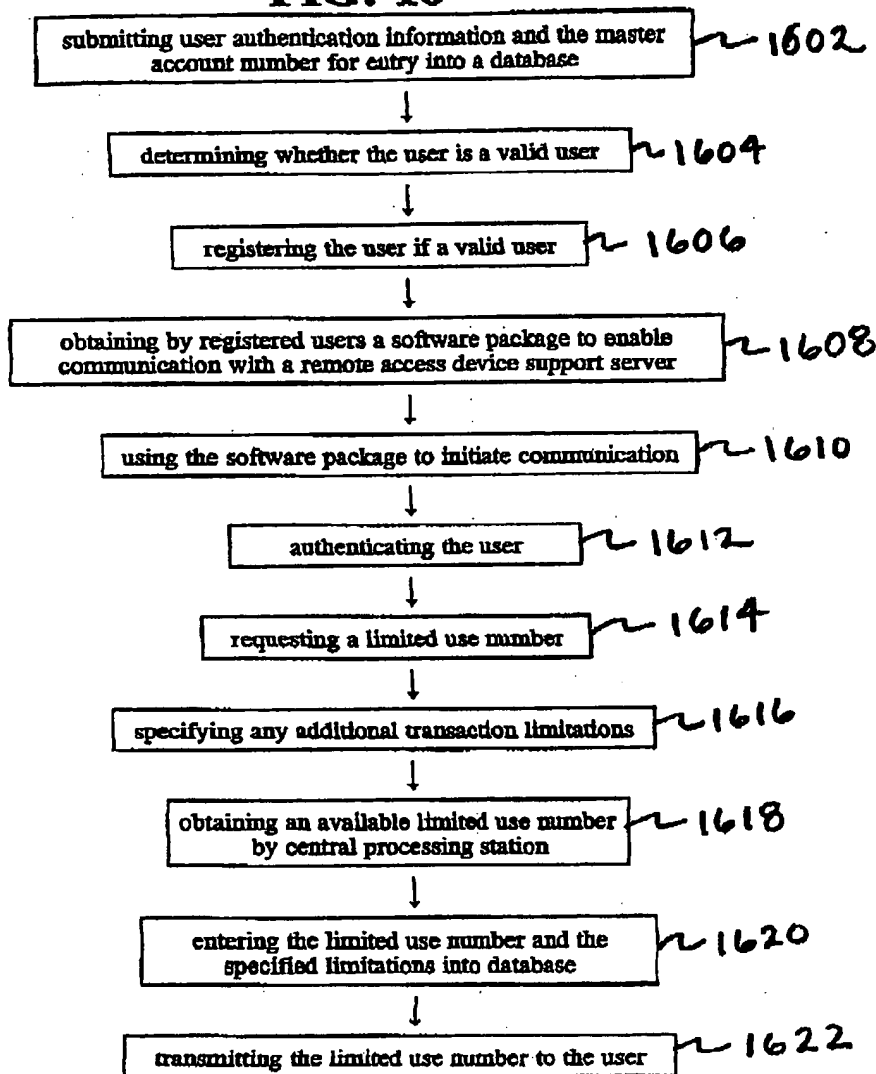 submitting user authentication information and the master
account number for entry into a database
1602
determining whether the user is a valid user
1604
registering the user if a valid user
1606
obtaining by registered users a software package to enable
communication with a remote access device support server
1608
using the software package to initiate communication
1610
authenticating the user
1612
requesting a limited use number
1614
specifying any additional transaction limitations
1616
obtaining an available limited use number
by central processing station
1618
entering the limited use number and the
specified limitations into database
1620
transmitting the limited use number to the user
1622